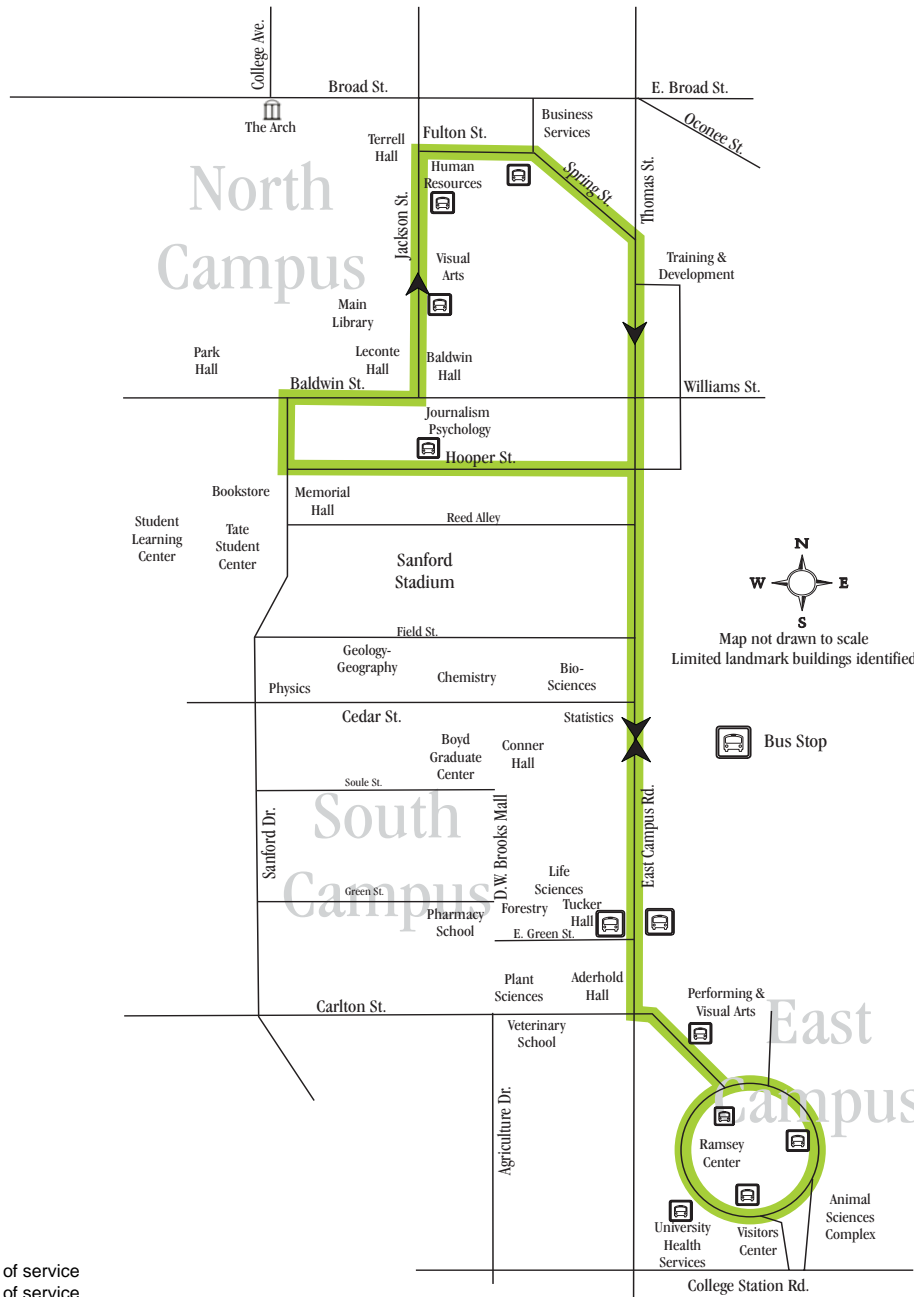 College Ave.
Broad St.
E. Broad St.
The Arch
Business
Services
Oconee St.
Terrell
Hall
Fulton St.
Human
Resources
Spring St.
Thomas St.
North
Campus
Jackson St.
Visual
Arts
Training &
Development
Main
Library
Park
Hall
Leconte
Hall
Baldwin
Hall
Baldwin St.
Williams St.
Journalism
Psychology
Hooper St.
Bookstore
Memorial
Hall
Student
Learning
Center
Tate
Student
Center
Reed Alley
Sanford
Stadium
N
W
E
S
Map not drawn to scale
Limited landmark buildings identified
Field St.
Geology-
Geography
Physics
Chemistry
Bio-
Sciences
Cedar St.
Statistics
Boyd
Graduate
Center
Conner
Hall
Bus Stop
Soule St.
South
Campus
Sanford Dr.
D.W. Brooks Mall
East Campus Rd.
Life
Sciences
Green St.
Forestry
Tucker
Hall
Pharmacy
School
E. Green St.
Plant
Sciences
Aderhold
Hall
Carlton St.
Veterinary
School
Performing &
Visual Arts
East
Campus
Agriculture Dr.
Ramsey
Center
Animal
Sciences
Complex
University
Health
Services
Visitors
Center
College Station Rd.
of service
of service